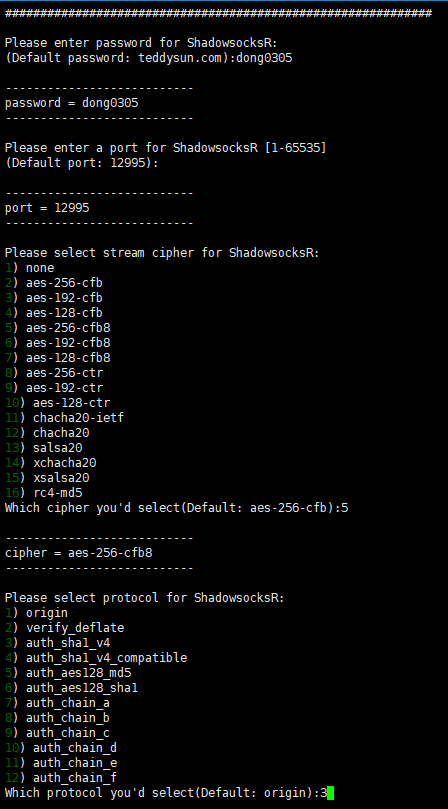 #############################################################
Please enter password for ShadowsocksR:
(Default password: teddysun.com):dong0305
---------------------------
password = dong0305
---------------------------
Please enter a port for ShadowsocksR [1-65535]
(Default port: 12995):
---------------------------
port = 12995
---------------------------
Please select stream cipher for ShadowsocksR:
1) none
2) aes-256-cfb
3) aes-192-cfb
4) aes-128-cfb
5) aes-256-cfb8
6) aes-192-cfb8
7) aes-128-cfb8
8) aes-256-ctr
9) aes-192-ctr
10) aes-128-ctr
11) chacha20-ietf
12) chacha20
13) salsa20
14) xchacha20
15) xsalsa20
16) rc4-md5
Which cipher you'd select(Default: aes-256-cfb):5
---------------------------
cipher = aes-256-cfb8
---------------------------
Please select protocol for ShadowsocksR:
1) origin
2) verify_deflate
3) auth_sha1_v4
4) auth_sha1_v4_compatible
5) auth_aes128_md5
6) auth_aes128_sha1
7) auth_chain_a
8) auth_chain_b
9) auth_chain_c
10) auth_chain_d
11) auth_chain_e
12) auth_chain_f
Which protocol you'd select(Default: origin):3